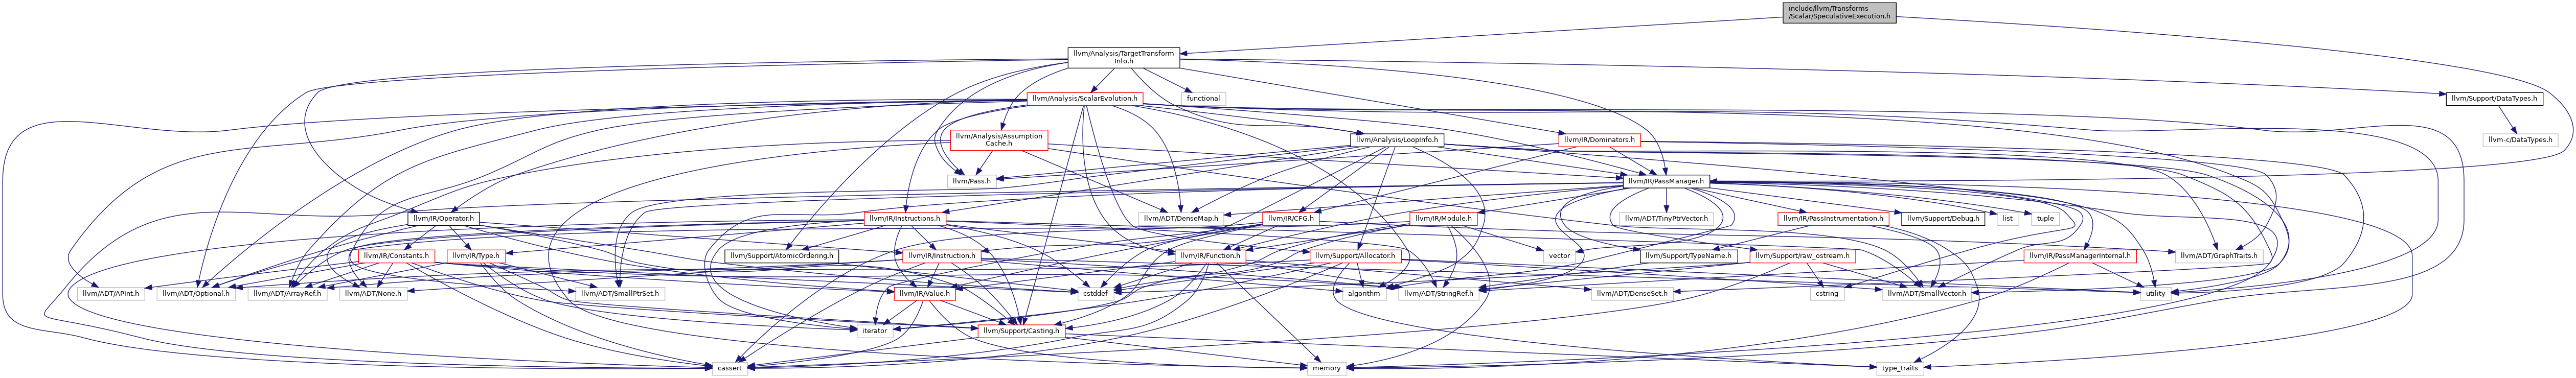 include/llvm/Transforms
/Scalar/SpeculativeExecution.h
llvm/Analysis/TargetTransform
Info.h
llvm/Analysis/ScalarEvolution.h
functional
llvm/Support/DataTypes.h
llvm/Analysis/Assumption
Cache.h
llvm/Analysis/LoopInfo.h
llvm/IR/Dominators.h
llvm-c/DataTypes.h
llvm/Pass.h
llvm/IR/PassManager.h
llvm/IR/Operator.h
llvm/IR/Instructions.h
llvm/ADT/DenseMap.h
llvm/IR/CFG.h
llvm/IR/Module.h
llvm/ADT/TinyPtrVector.h
llvm/IR/PassInstrumentation.h
llvm/Support/Debug.h
list
tuple
llvm/IR/Constants.h
llvm/IR/Type.h
llvm/Support/AtomicOrdering.h
llvm/IR/Instruction.h
llvm/IR/Function.h
llvm/Support/Allocator.h
vector
llvm/Support/TypeName.h
llvm/Support/raw_ostream.h
llvm/IR/PassManagerInternal.h
llvm/ADT/GraphTraits.h
llvm/ADT/APInt.h
llvm/ADT/Optional.h
llvm/ADT/ArrayRef.h
llvm/ADT/None.h
llvm/ADT/SmallPtrSet.h
llvm/IR/Value.h
cstddef
algorithm
llvm/ADT/StringRef.h
llvm/ADT/DenseSet.h
cstring
llvm/ADT/SmallVector.h
utility
iterator
llvm/Support/Casting.h
cassert
memory
type_traits